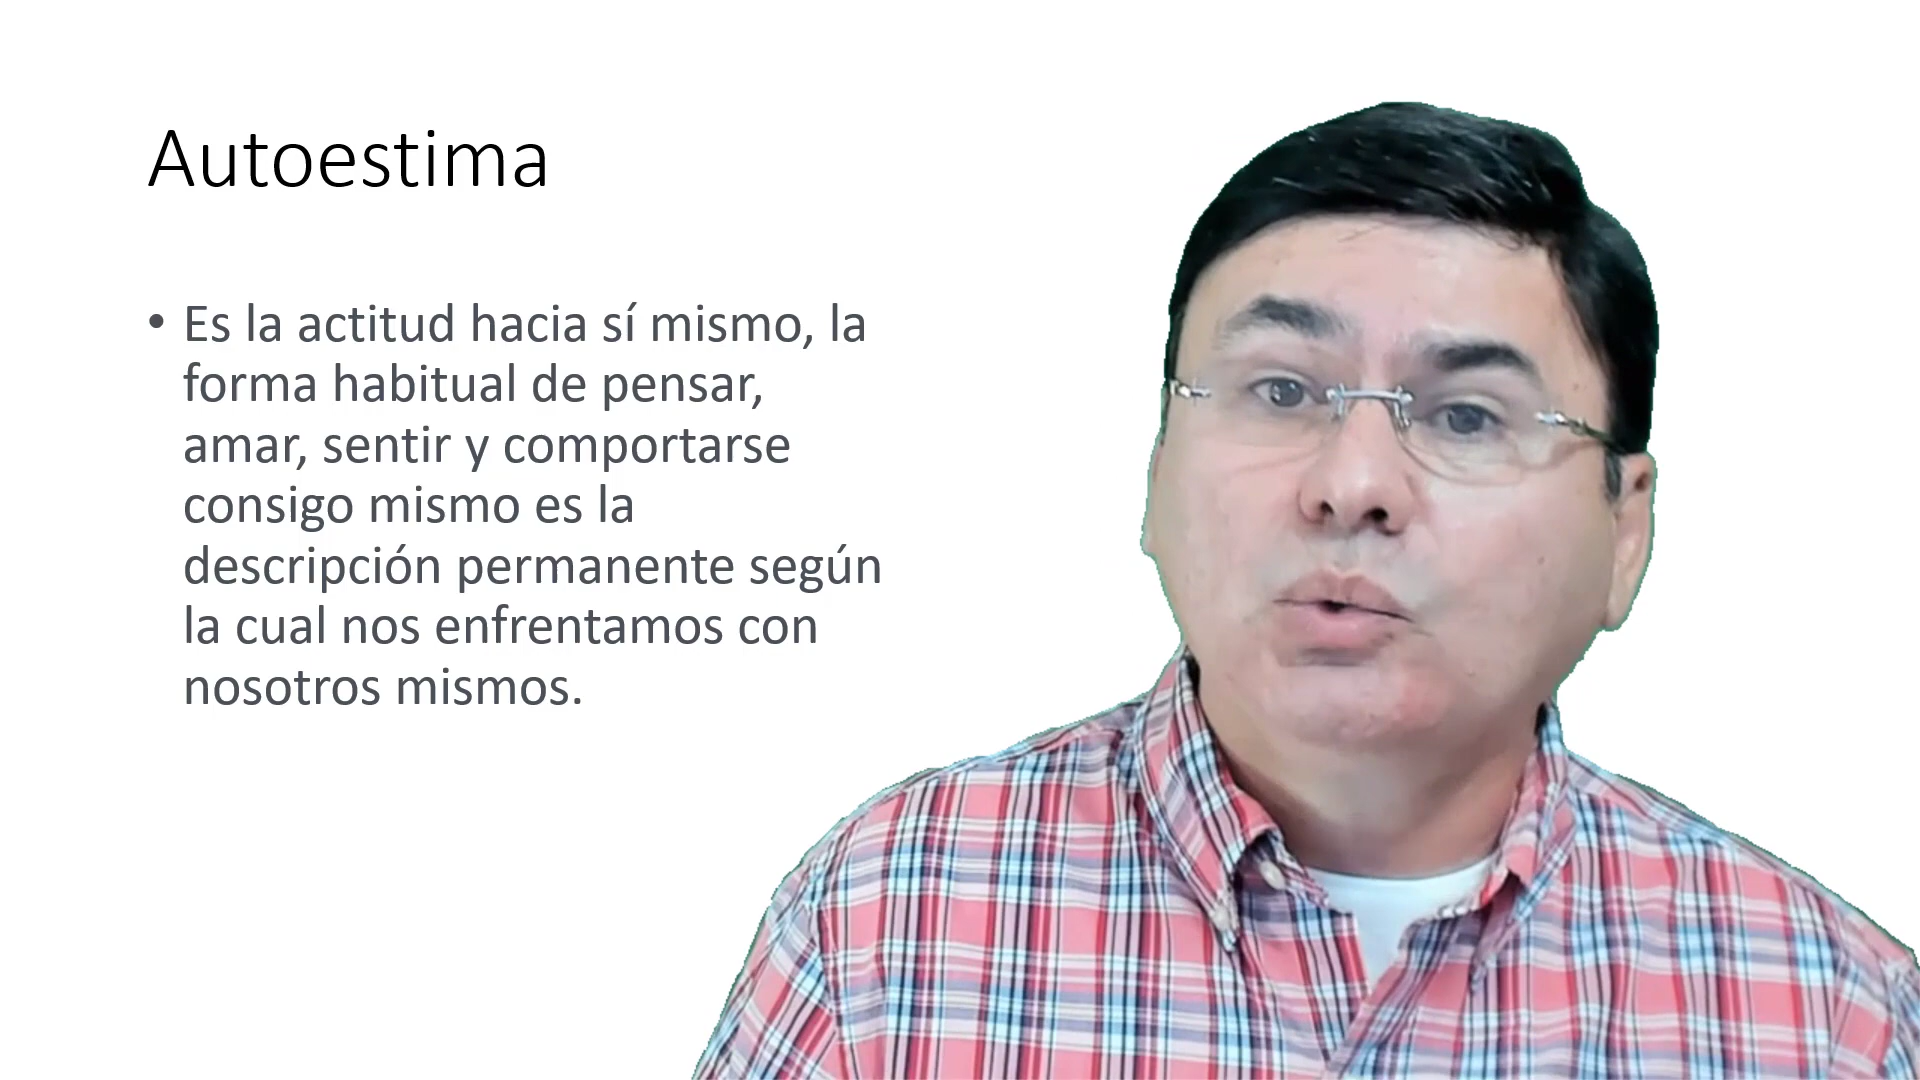 Autoestima
• Es la actitud hacia sí mismo, la
forma habitual de pensar,
amar, sentir y comportarse
consigo mismo es la
descripción permanente según
la cual nos enfrentamos con
nosotros mismos.